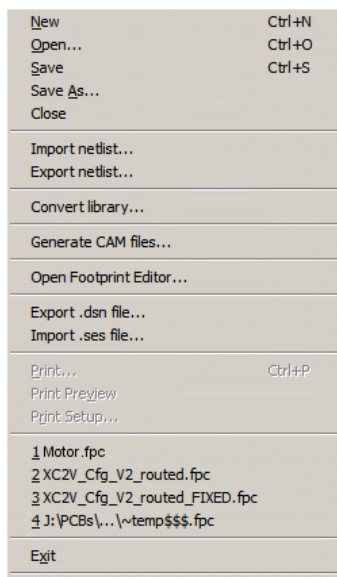 New Ctrl+N
Open... Ctrl+O
Save Ctrl+S
Save As...
Close
Import netlist...
Export netlist...
Convert library...
Generate CAM files...
Open Footprint Editor...
Export .dsn file...
Import .ses file...
Print... Ctrl+P
Print Preview
Print Setup...
1 Motor.fpc
2 XC2V_Cfg_V2_routed.fpc
3 XC2V_Cfg_V2_routed_FIXED.fpc
4 J:\PCBs\...\~temp$$$.fpc
Exit